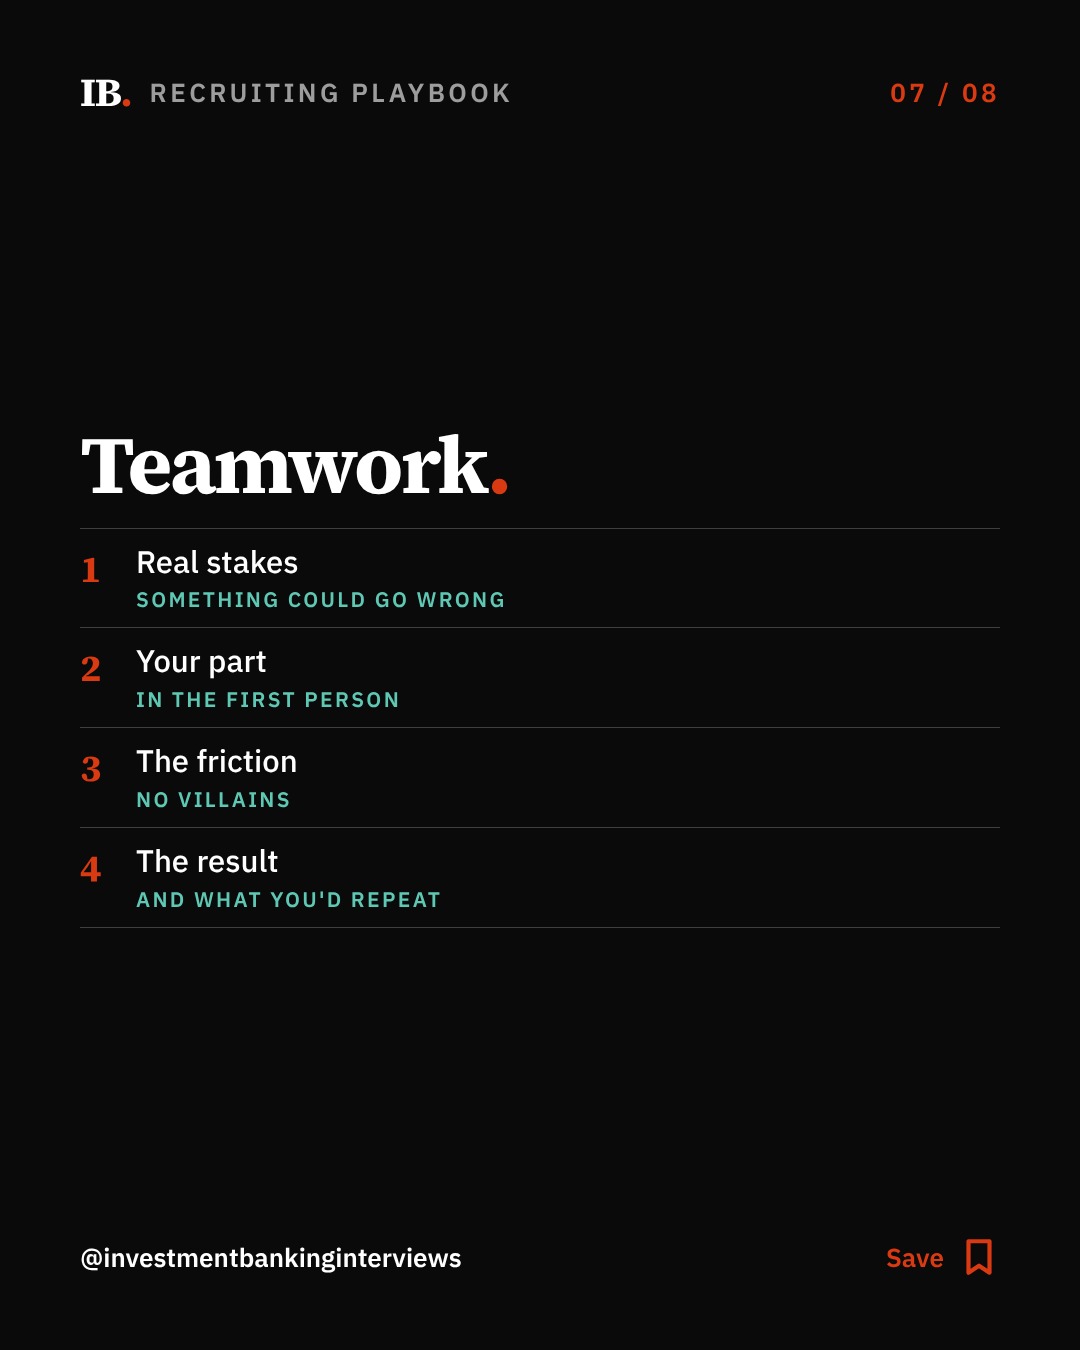 IB. RECRUITING PLAYBOOK
07 / 08
Teamwork.
1 Real stakes
SOMETHING COULD GO WRONG
2 Your part
IN THE FIRST PERSON
3 The friction
NO VILLAINS
4 The result
AND WHAT YOU'D REPEAT
@investmentbankinginterviews
Save